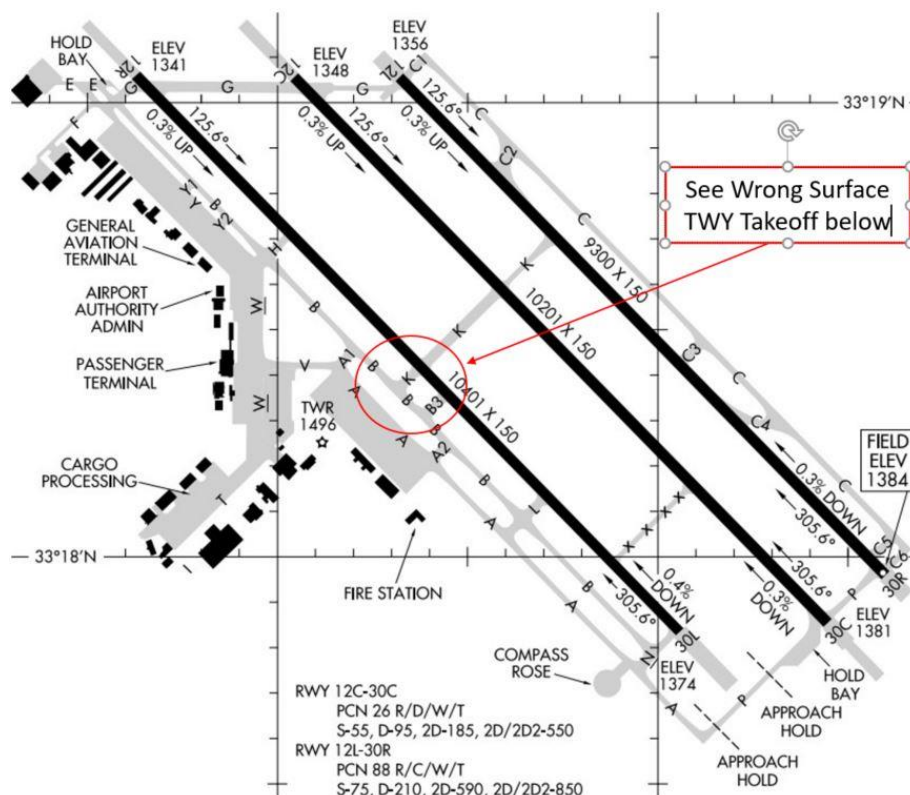 HOLD
BAY
12R
ELEV
1341
12C
ELEV
1348
ELEV
1356
12L
C1
E
E
G
G
G
F
125.6°
0.3% UP
125.6°
0.3% UP
125.6°
0.3% UP
C
C2
33°19'N
See Wrong Surface
TWY Takeoff below
Y1
Y
B
Y2
H
C
GENERAL
AVIATION
TERMINAL
W
B
K
9300 X 150
AIRPORT
AUTHORITY
ADMIN
K
10201 X 150
C3
PASSENGER
TERMINAL
V
A1
B
K
10401 X 150
C
W
A
B
B3
TWR
1496
A
B
A2
C4
FIELD
ELEV
1384
CARGO
PROCESSING
B
0.3%
DOWN
305.6°
C
T
A
L
X
X
X
X
33°18'N
FIRE STATION
B
A
305.6°
0.4%
DOWN
305.6°
0.3%
DOWN
C5
C6
30R
P
N
30L
30C
ELEV
1381
COMPASS
ROSE
ELEV
1374
HOLD
BAY
A
P
APPROACH
HOLD
APPROACH
HOLD
RWY 12C-30C
PCN 26 R/D/W/T
S-55, D-95, 2D-185, 2D/2D2-550
RWY 12L-30R
PCN 88 R/C/W/T
S-75, D-210, 2D-590, 2D/2D2-850